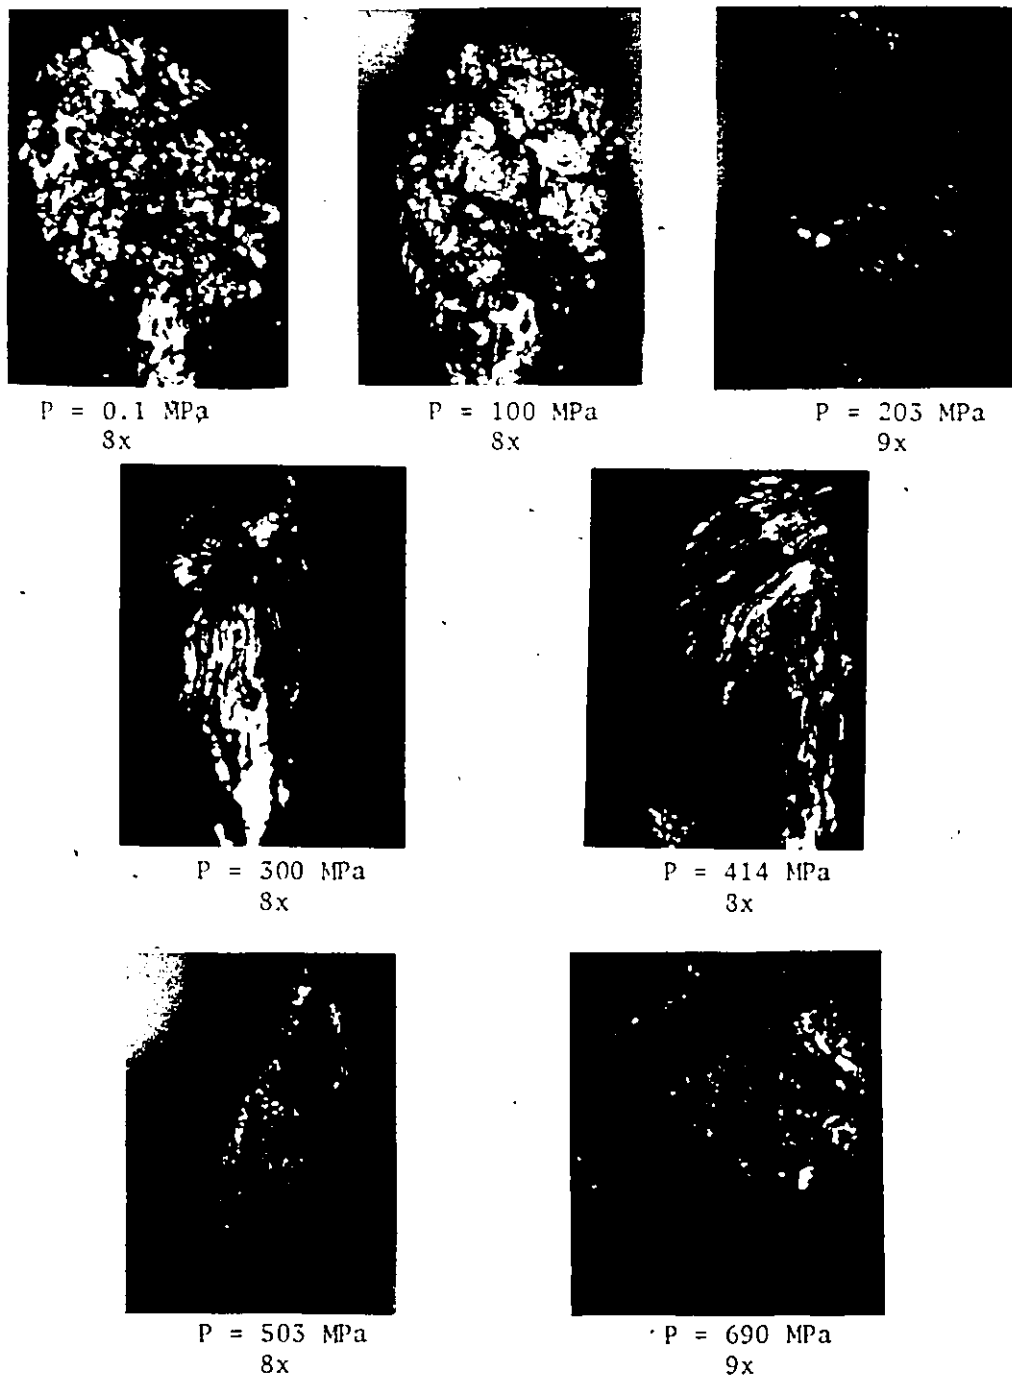 P = 0.1 MPa
8x
P = 100 MPa
8x
P = 203 MPa
9x
P = 300 MPa
8x
P = 414 MPa
8x
P = 503 MPa
8x
P = 690 MPa
9x